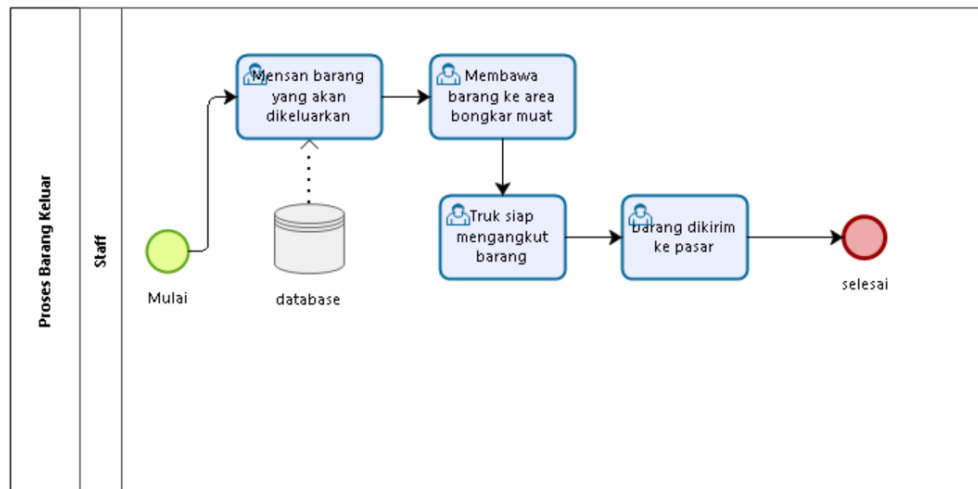 Proses Barang Keluar
Staff
Mulai
Mensan barang
yang akan
dikeluarkan
database
Membawa
barang ke area
bongkar muat
Truk siap
mengangkut
barang
barang dikirim
ke pasar
selesai